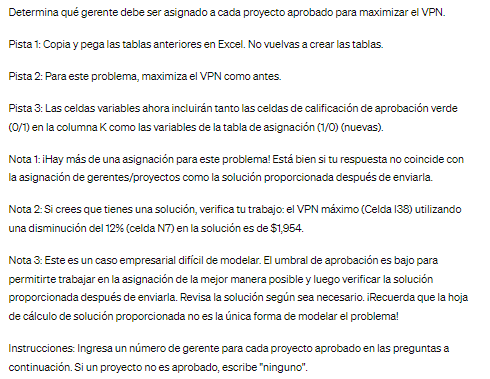 Determina qué gerente debe ser asignado a cada proyecto aprobado para maximizar el VPN.
Pista 1: Copia y pega las tablas anteriores en Excel. No vuelvas a crear las tablas.
Pista 2: Para este problema, maximiza el VPN como antes.
Pista 3: Las celdas variables ahora incluirán tanto las celdas de calificación de aprobación verde
(0/1) en la columna K como las variables de la tabla de asignación (1/0) (nuevas).
Nota 1: ¡Hay más de una asignación para este problema! Está bien si tu respuesta no coincide con
la asignación de gerentes/proyectos como la solución proporcionada después de enviarla.
Nota 2: Si crees que tienes una solución, verifica tu trabajo: el VPN máximo (Celda I38) utilizando
una disminución del 12% (celda N7) en la solución es de $1,954.
Nota 3: Este es un caso empresarial difícil de modelar. El umbral de aprobación es bajo para
permitirte trabajar en la asignación de la mejor manera posible y luego verificar la solución
proporcionada después de enviarla. Revisa la solución según sea necesario. ¡Recuerda que la hoja
de cálculo de solución proporcionada no es la única forma de modelar el problema!
Instrucciones: Ingresa un número de gerente para cada proyecto aprobado en las preguntas a
continuación. Si un proyecto no es aprobado, escribe "ninguno".